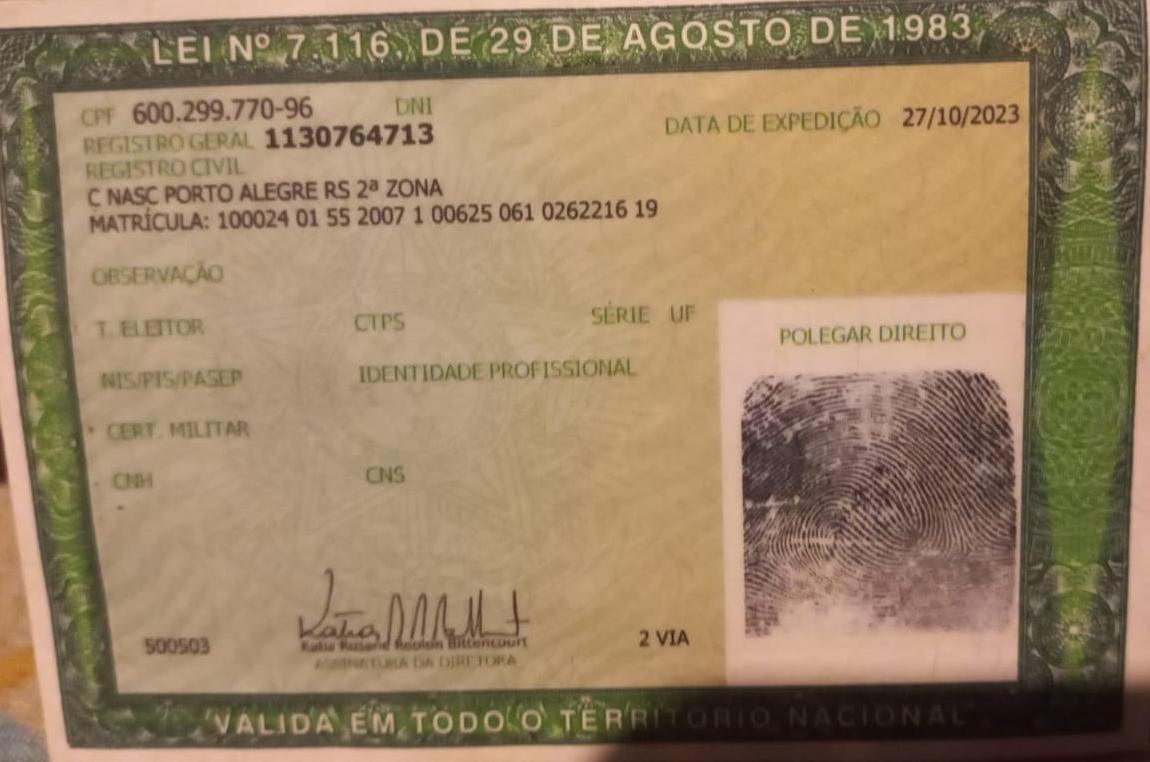 LEI Nº 7.116, DE 29 DE AGOSTO DE 1983
CPF 600.299.770-96 DNI
REGISTRO GERAL 1130764713 DATA DE EXPEDIÇÃO 27/10/2023
REGISTRO CIVIL
C NASC PORTO ALEGRE RS 2ª ZONA
MATRÍCULA: 100024 01 55 2007 1 00625 061 0262216 19
OBSERVAÇÃO
T. ELEITOR CTPS SÉRIE UF
POLEGAR DIREITO
NIS/PIS/PASEP IDENTIDADE PROFISSIONAL
CERT. MILITAR
CNH CNS
Katia Rosane Rooldn Bittencourt
500503 2 VIA
ASSINATURA DA DIRETORA
VALIDA EM TODO O TERRITORIO NACIONAL